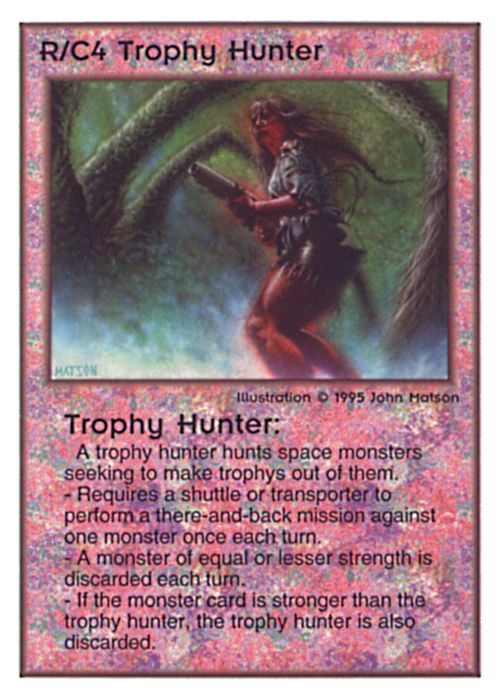 R/C4 Trophy Hunter
MATSON
Illustration © 1995 John Matson
Trophy Hunter:
A trophy hunter hunts space monsters
seeking to make trophys out of them.
- Requires a shuttle or transporter to
perform a there-and-back mission against
one monster once each turn.
- A monster of equal or lesser strength is
discarded each turn.
- If the monster card is stronger than the
trophy hunter, the trophy hunter is also
discarded.